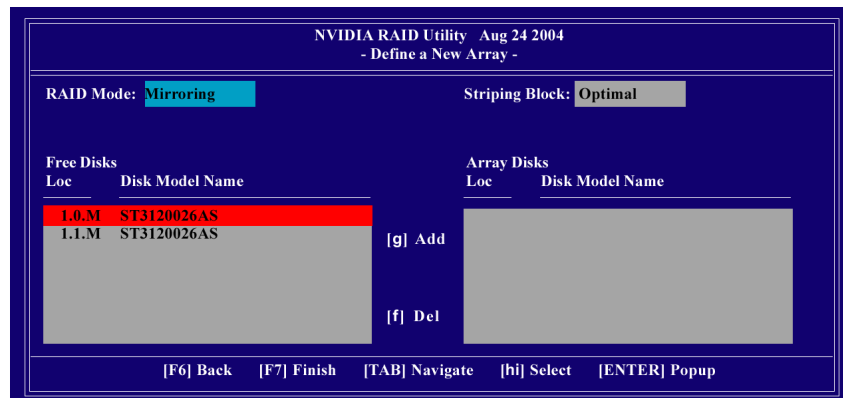 NVIDIA RAID Utility Aug 24 2004
- Define a New Array -
RAID Mode: Mirroring Striping Block: Optimal
Free Disks Array Disks
Loc Disk Model Name Loc Disk Model Name
1.0.M ST3120026AS
1.1.M ST3120026AS
[g] Add
[f] Del
[F6] Back [F7] Finish [TAB] Navigate [hi] Select [ENTER] Popup